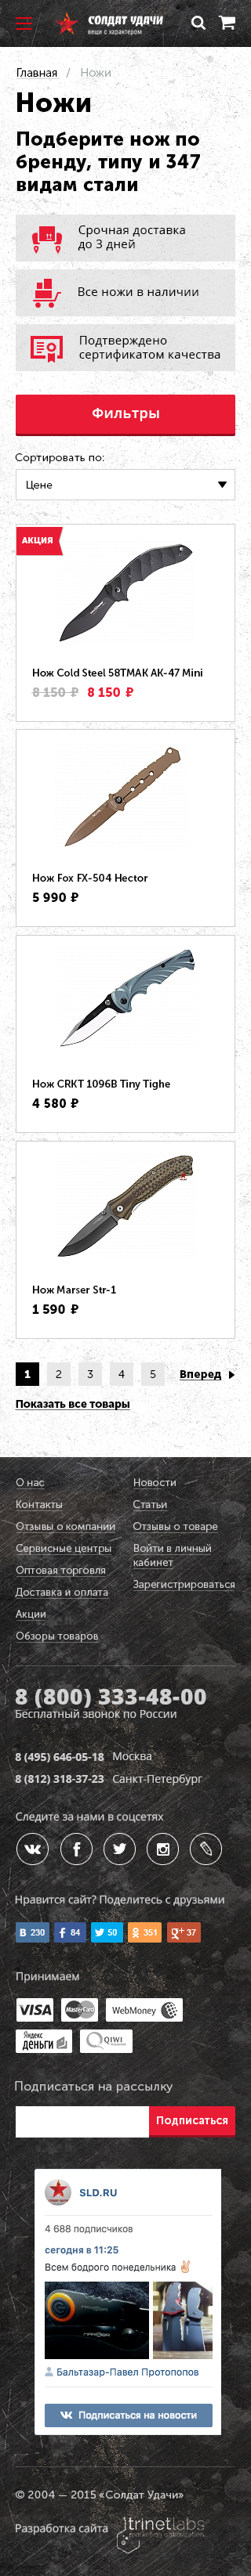 СОЛДАТ УДАЧИ
вещи с характером
Главная / Ножи
Ножи
Подберите нож по
бренду, типу и 347
видам стали
Срочная доставка
до 3 дней
Все ножи в наличии
Подтверждено
сертификатом качества
Фильтры
Сортировать по:
Цене
АКЦИЯ
Нож Cold Steel 58TMAK AK-47 Mini
8 150 ₽ 8 150 ₽
Нож Fox FX-504 Hector
5 990 ₽
Нож CRKT 1096B Tiny Tighe
4 580 ₽
Нож Marser Str-1
1 590 ₽
1 2 3 4 5 Вперед
Показать все товары
О нас
Контакты
Отзывы о компании
Сервисные центры
Оптовая торговля
Доставка и оплата
Акции
Обзоры товаров
Новости
Статьи
Отзывы о товаре
Войти в личный
кабинет
Зарегистрироваться
8 (800) 333-48-00
Бесплатный звонок по России
8 (495) 646-05-18 Москва
8 (812) 318-37-23 Санкт-Петербург
Следите за нами в соцсетях
Нравится сайт? Поделитесь с друзьями
230 84 50 351 37
Принимаем
VISA MasterCard WebMoney
Яндекс деньги QIWI
Подписаться на рассылку
Подписаться
SLD.RU
4 688 подписчиков
сегодня в 11:25
Всем бодрого понедельника
Бальтазар-Павел Протопопов
Подписаться на новости
© 2004 — 2015 «Солдат Удачи»
Разработка сайта trinetlabs